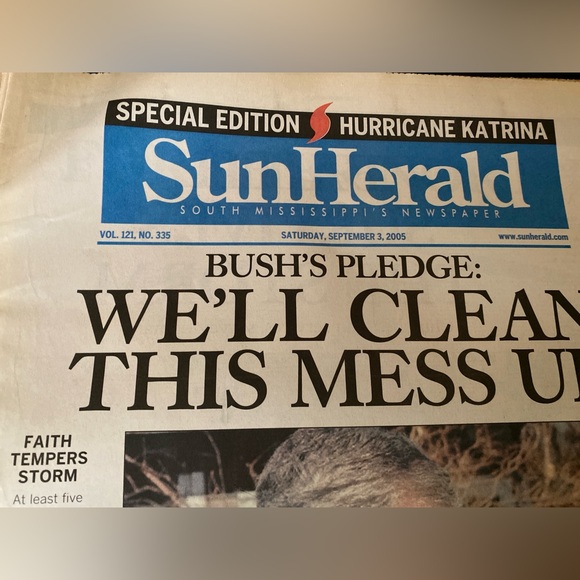 SPECIAL EDITION HURRICANE KATRINA
SunHerald
SOUTH MISSISSIPPI'S NEWSPAPER
VOL. 121, NO. 335 SATURDAY, SEPTEMBER 3, 2005 www.sunherald.com
BUSH'S PLEDGE:
WE'LL CLEAN
THIS MESS
FAITH
TEMPERS
STORM
At least five